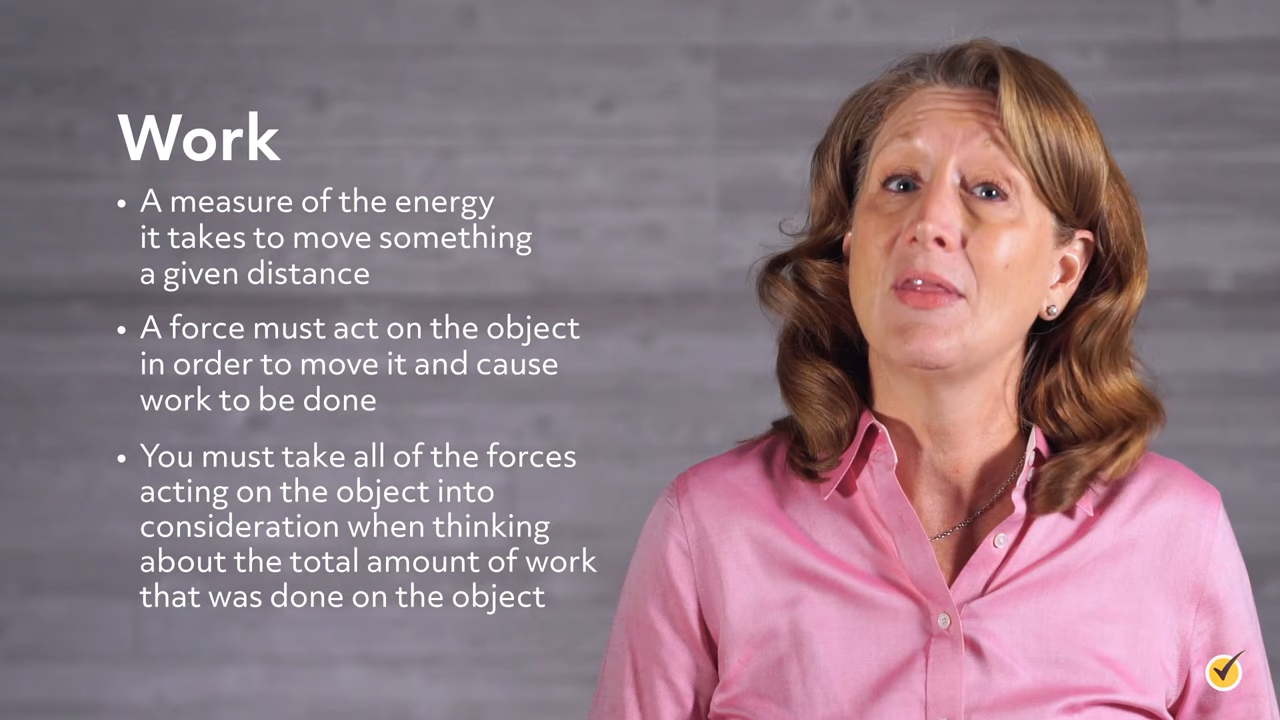 Work
• A measure of the energy
it takes to move something
a given distance
• A force must act on the object
in order to move it and cause
work to be done
• You must take all of the forces
acting on the object into
consideration when thinking
about the total amount of work
that was done on the object